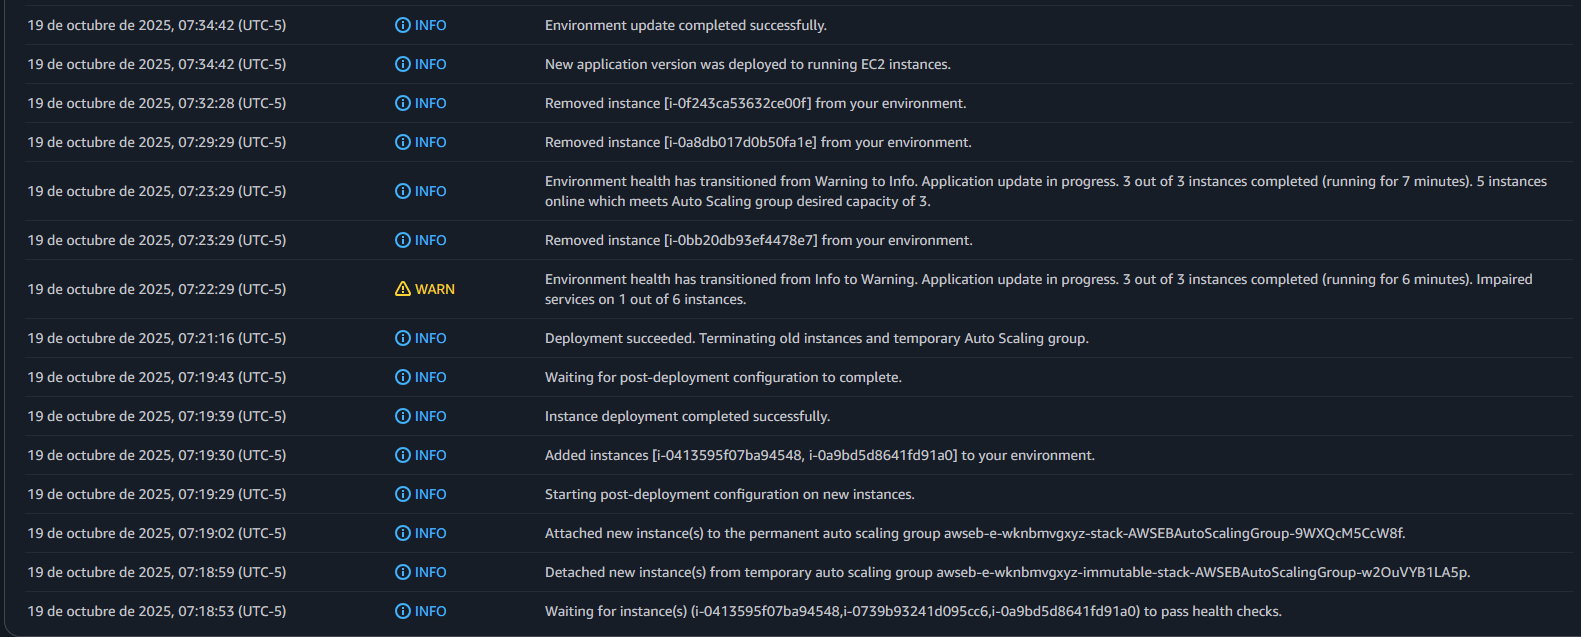 19 de octubre de 2025, 07:34:42 (UTC-5) INFO Environment update completed successfully.
19 de octubre de 2025, 07:34:42 (UTC-5) INFO New application version was deployed to running EC2 instances.
19 de octubre de 2025, 07:32:28 (UTC-5) INFO Removed instance [i-0f243ca53632ce00f] from your environment.
19 de octubre de 2025, 07:29:29 (UTC-5) INFO Removed instance [i-0a8db017d0b50fa1e] from your environment.
19 de octubre de 2025, 07:23:29 (UTC-5) INFO Environment health has transitioned from Warning to Info. Application update in progress. 3 out of 3 instances completed (running for 7 minutes). 5 instances
online which meets Auto Scaling group desired capacity of 3.
19 de octubre de 2025, 07:23:29 (UTC-5) INFO Removed instance [i-0bb20db93ef4478e7] from your environment.
19 de octubre de 2025, 07:22:29 (UTC-5) WARN Environment health has transitioned from Info to Warning. Application update in progress. 3 out of 3 instances completed (running for 6 minutes). Impaired
services on 1 out of 6 instances.
19 de octubre de 2025, 07:21:16 (UTC-5) INFO Deployment succeeded. Terminating old instances and temporary Auto Scaling group.
19 de octubre de 2025, 07:19:43 (UTC-5) INFO Waiting for post-deployment configuration to complete.
19 de octubre de 2025, 07:19:39 (UTC-5) INFO Instance deployment completed successfully.
19 de octubre de 2025, 07:19:30 (UTC-5) INFO Added instances [i-0413595f07ba94548, i-0a9bd5d8641fd91a0] to your environment.
19 de octubre de 2025, 07:19:29 (UTC-5) INFO Starting post-deployment configuration on new instances.
19 de octubre de 2025, 07:19:02 (UTC-5) INFO Attached new instance(s) to the permanent auto scaling group awseb-e-wknbmvgxyz-stack-AWSEBAutoScalingGroup-9WXQcM5CcW8f.
19 de octubre de 2025, 07:18:59 (UTC-5) INFO Detached new instance(s) from temporary auto scaling group awseb-e-wknbmvgxyz-immutable-stack-AWSEBAutoScalingGroup-w2OuVYB1LA5p.
19 de octubre de 2025, 07:18:53 (UTC-5) INFO Waiting for instance(s) (i-0413595f07ba94548,i-0739b93241d095cc6,i-0a9bd5d8641fd91a0) to pass health checks.